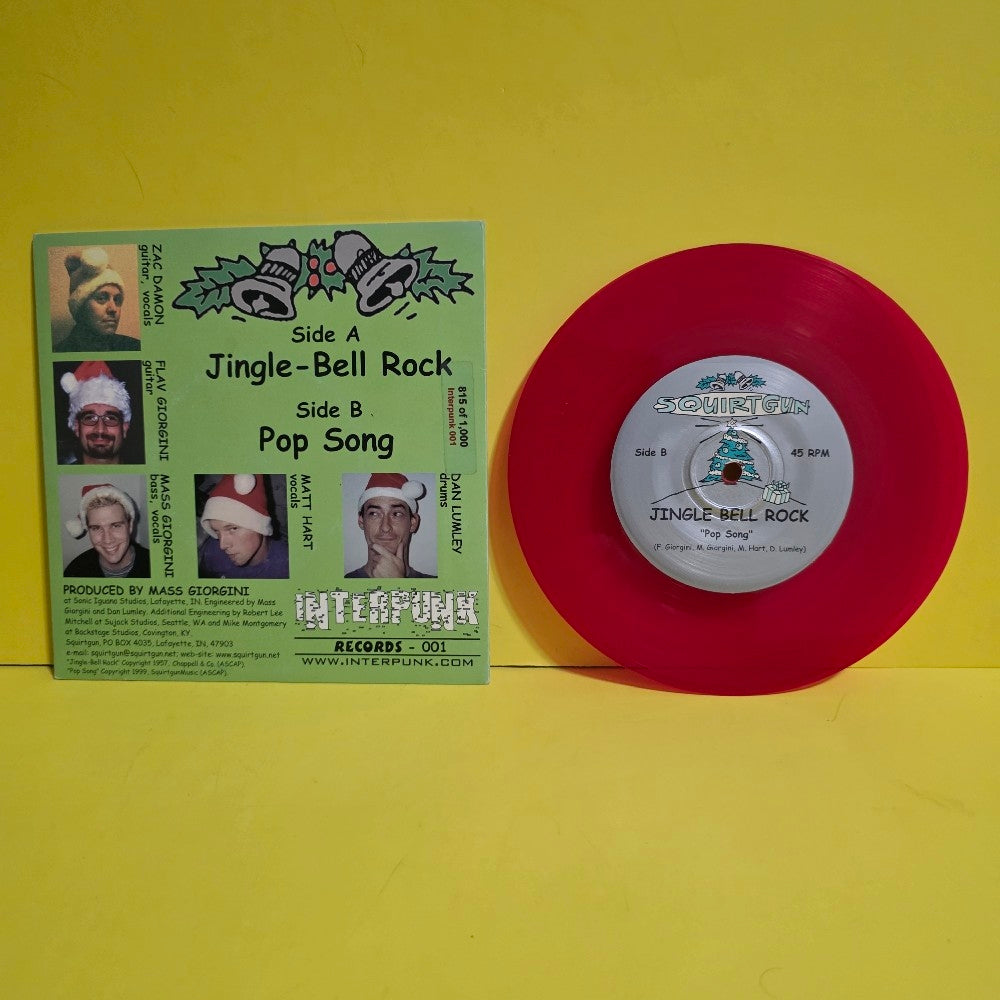 ZAC DAMON
guitar, vocals
FLAV GIORGINI
guitar
MASS GIORGINI
bass, vocals
MATT HART
vocals
DAN LUMLEY
drums
Side A
Jingle-Bell Rock
Side B
Pop Song
815 of 1,000
Interpunk 001
PRODUCED BY MASS GIORGINI
at Sonic Iguana Studios, Lafayette, IN. Engineered by Mass
Giorgini and Dan Lumley. Additional Engineering by Robert Lee
Mitchell at Sujack Studios, Seattle, WA and Mike Montgomery
at Backstage Studios, Covington, KY.
Squirtgun, PO BOX 4035, Lafayette, IN, 47903
e-mail: squirtgun@squirtgun.net; web-site: www.squirtgun.net
"Jingle-Bell Rock" Copyright 1957, Chappell & Co. (ASCAP).
"Pop Song" Copyright 1999, SquirtgunMusic (ASCAP).
INTERPUNK
RECORDS - 001
WWW.INTERPUNK.COM
SQUIRTGUN
Side B
45 RPM
JINGLE BELL ROCK
"Pop Song"
(F. Giorgini, M. Giorgini, M. Hart, D. Lumley)